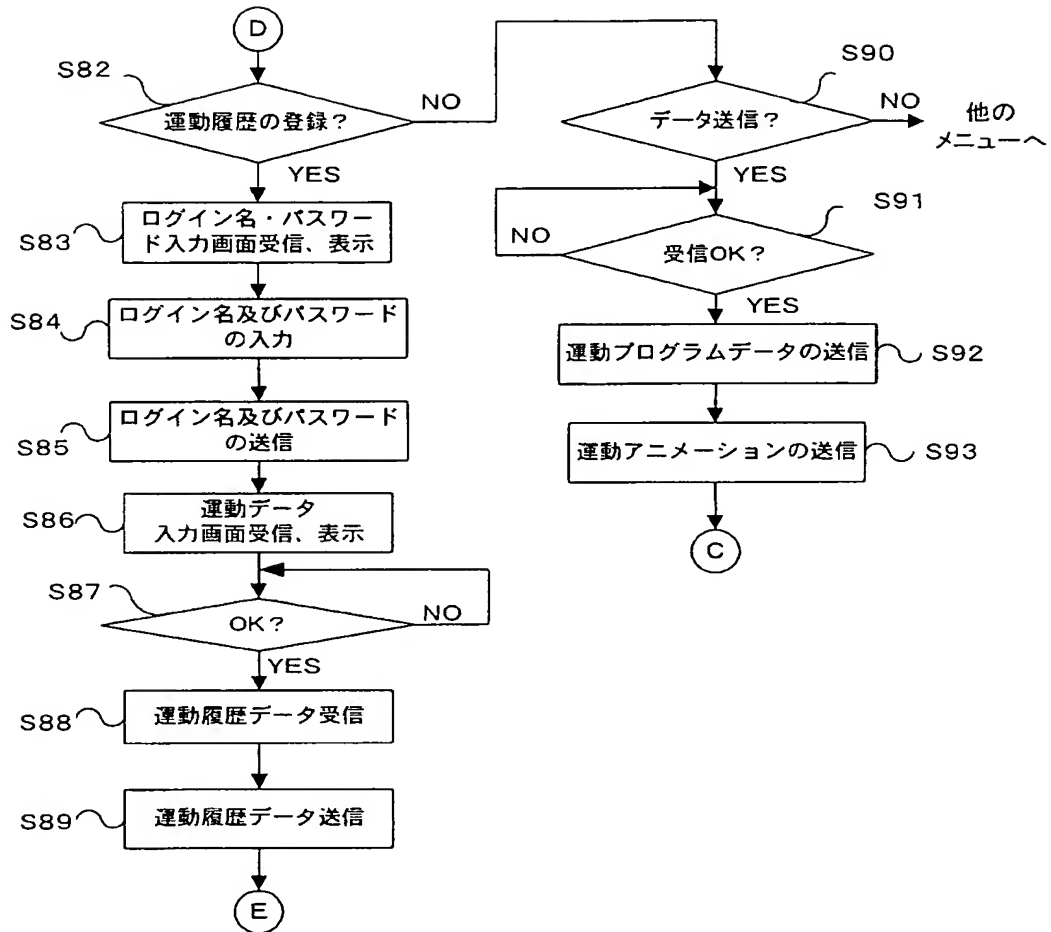 D
S82
運動履歴の登録？
NO
YES
S83
ログイン名・パスワー
ド入力画面受信、表示
S84
ログイン名及びパスワード
の入力
S85
ログイン名及びパスワード
の送信
S86
運動データ
入力画面受信、表示
S87
OK？
NO
YES
S88
運動履歴データ受信
S89
運動履歴データ送信
E
S90
データ送信？
NO
他の
メニューへ
YES
S91
NO
受信OK？
YES
運動プログラムデータの送信
S92
運動アニメーションの送信
S93
C